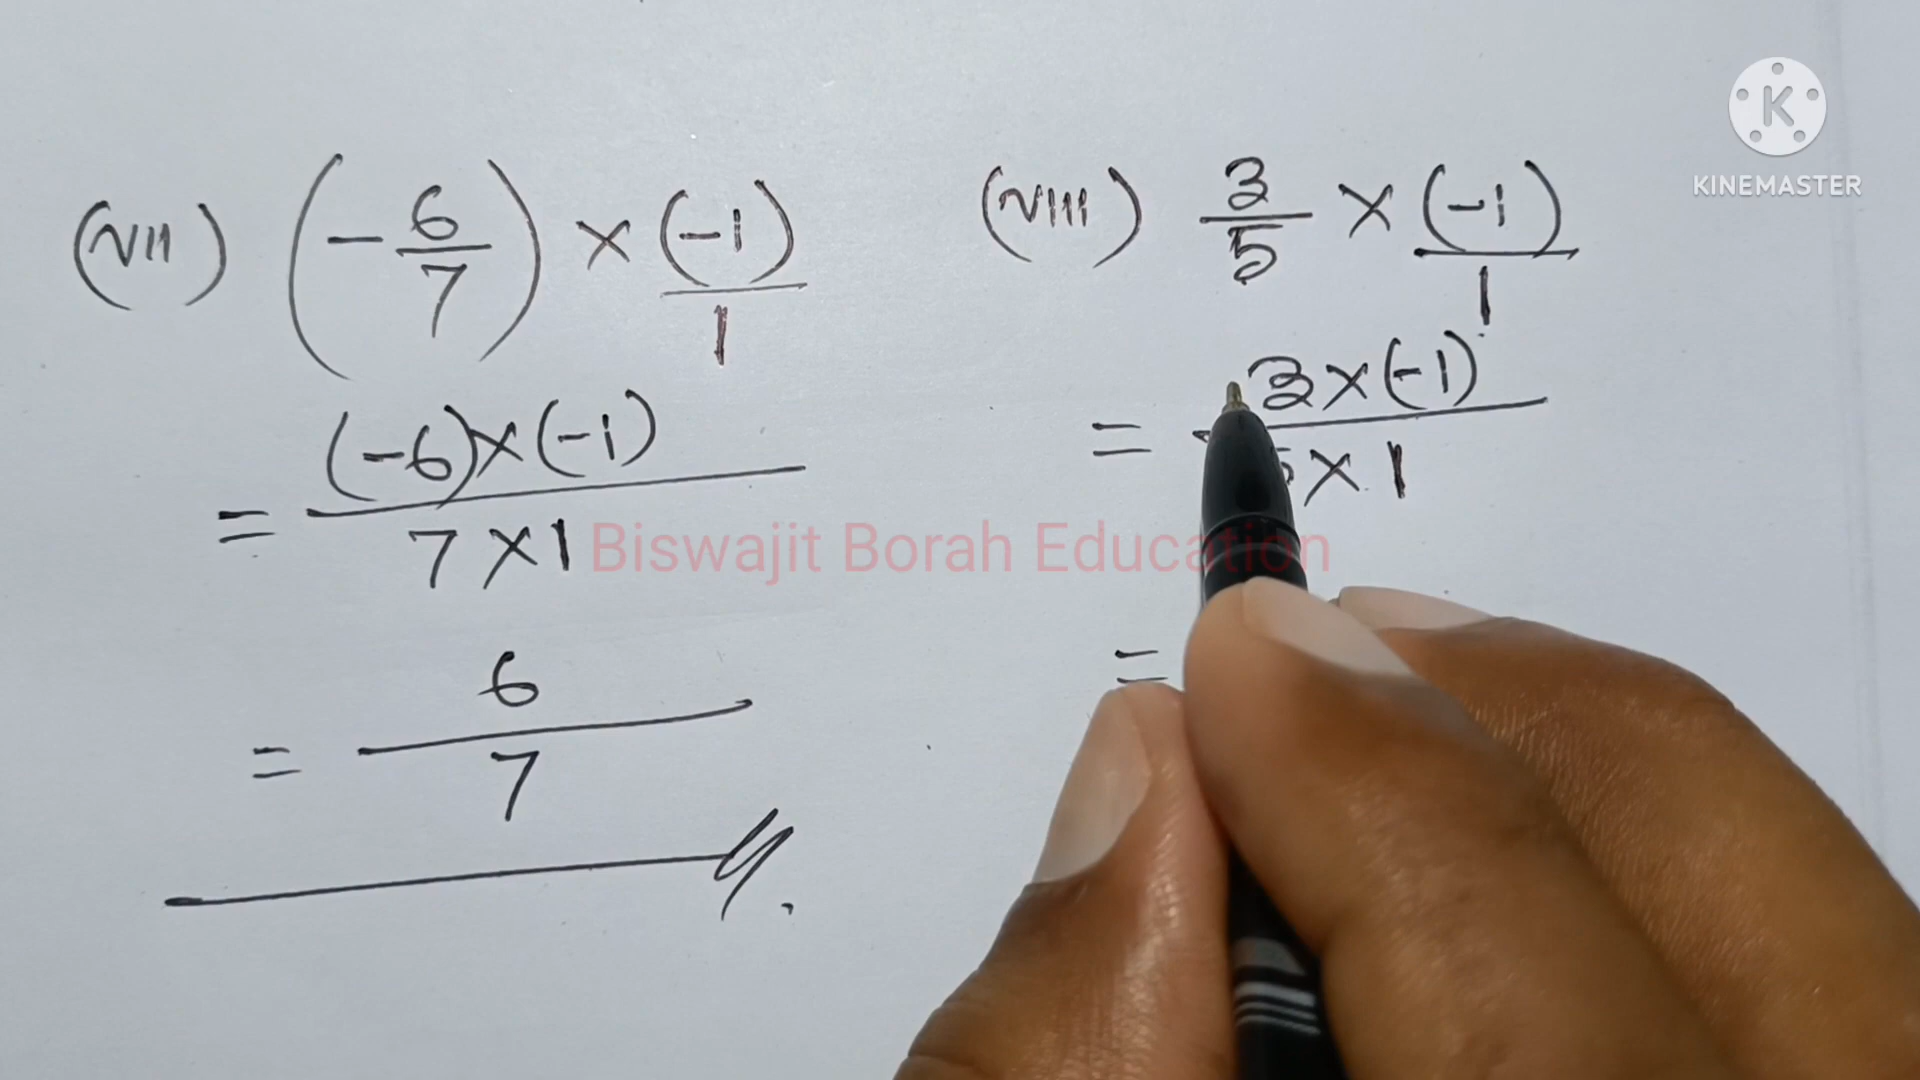 KINEMASTER
(VII) (-6/7) × (-1)/1
= (-6)×(-1)/7×1
= 6/7
(VIII) 3/5 × (-1)/1
= 3×(-1)/5×1
=
Biswajit Borah Education